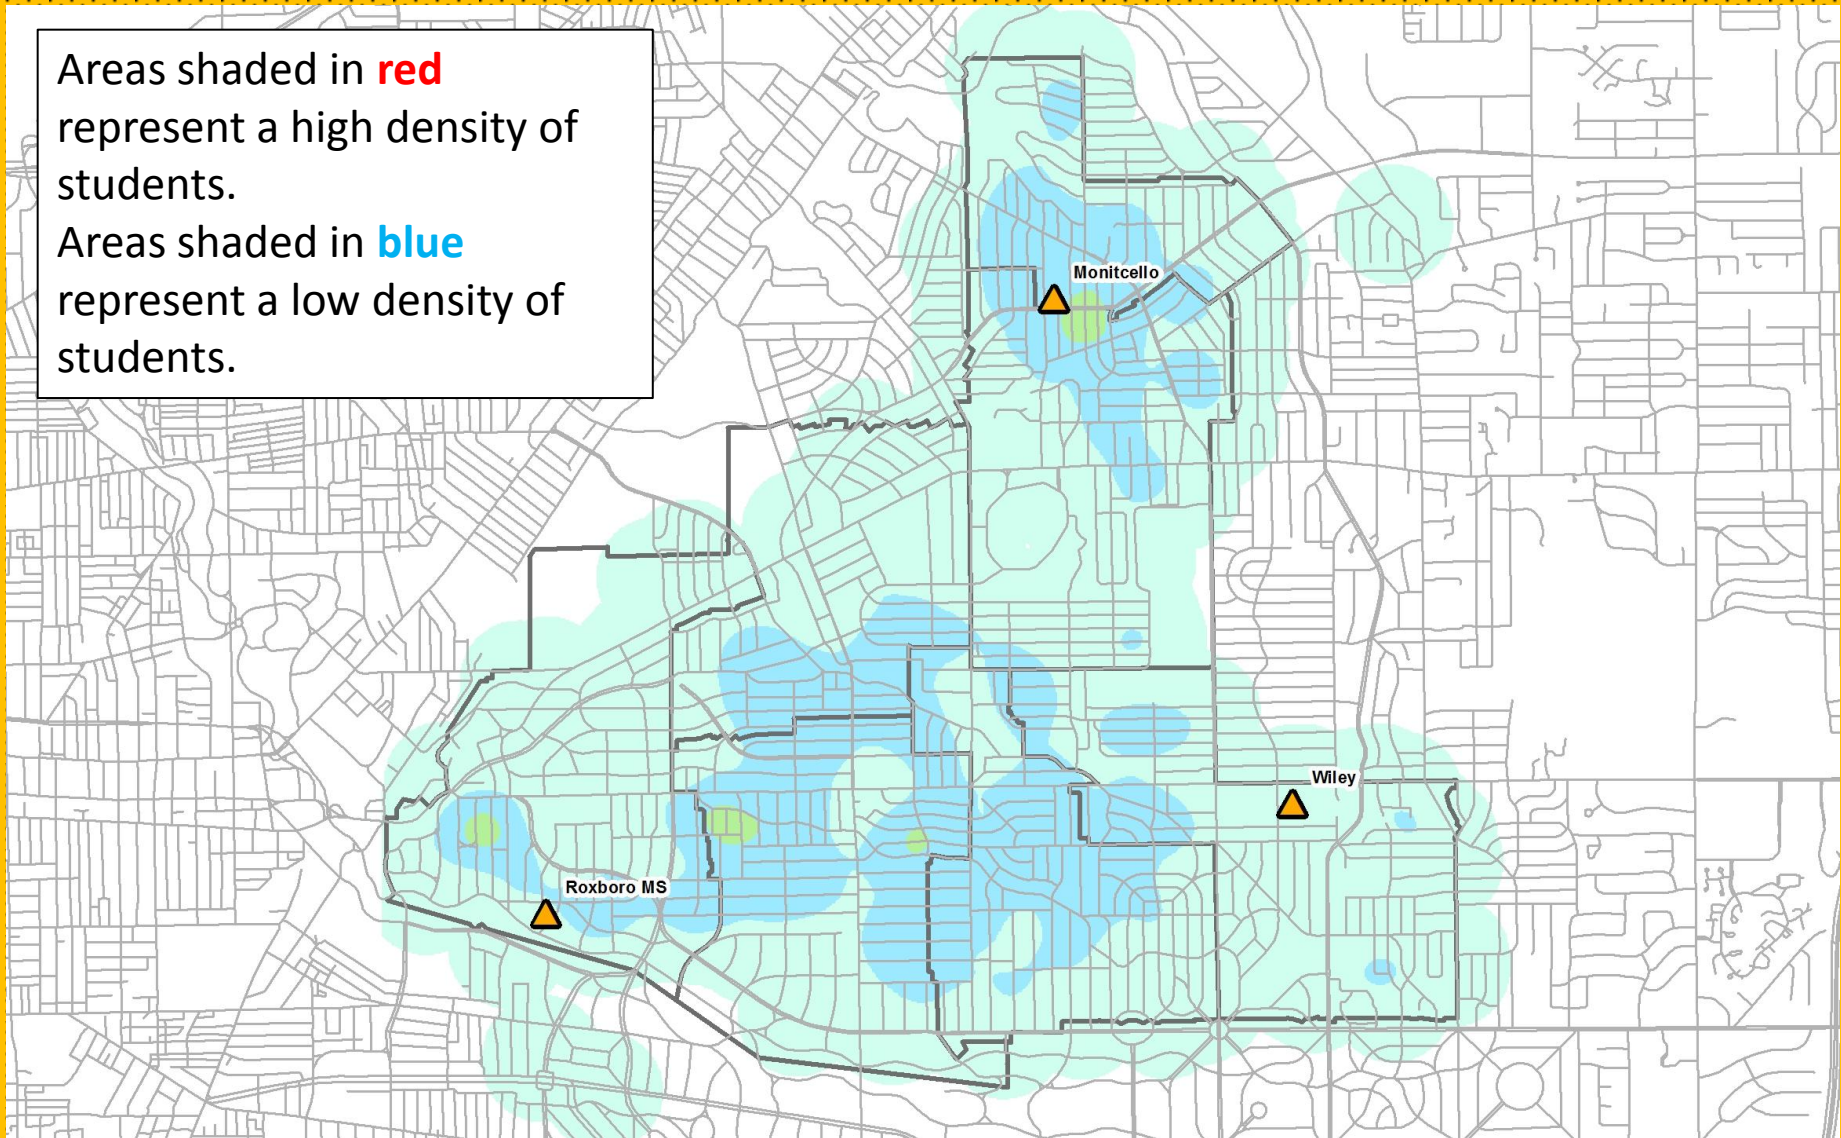 Areas shaded in red
represent a high density of
students.
Areas shaded in blue
represent a low density of
students.
Monitcello
Wiley
Roxboro MS